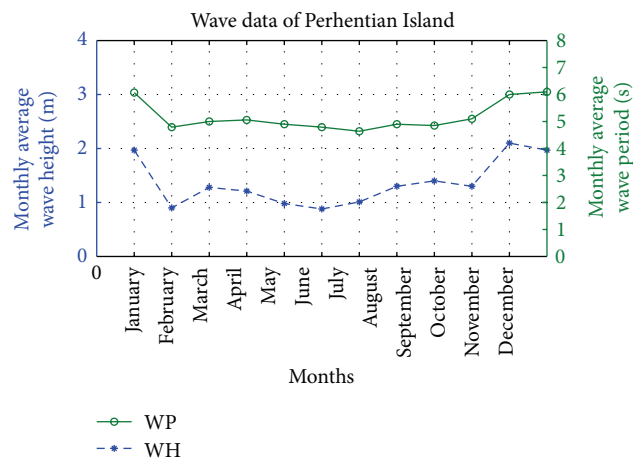 Wave data of Perhentian Island
Monthly average
wave height (m)
4
3
2
1
0
8
7
6
5
4
3
2
1
0
Monthly average
wave period (s)
0
January
February
March
April
May
June
July
August
September
October
November
December
Months
WP
WH